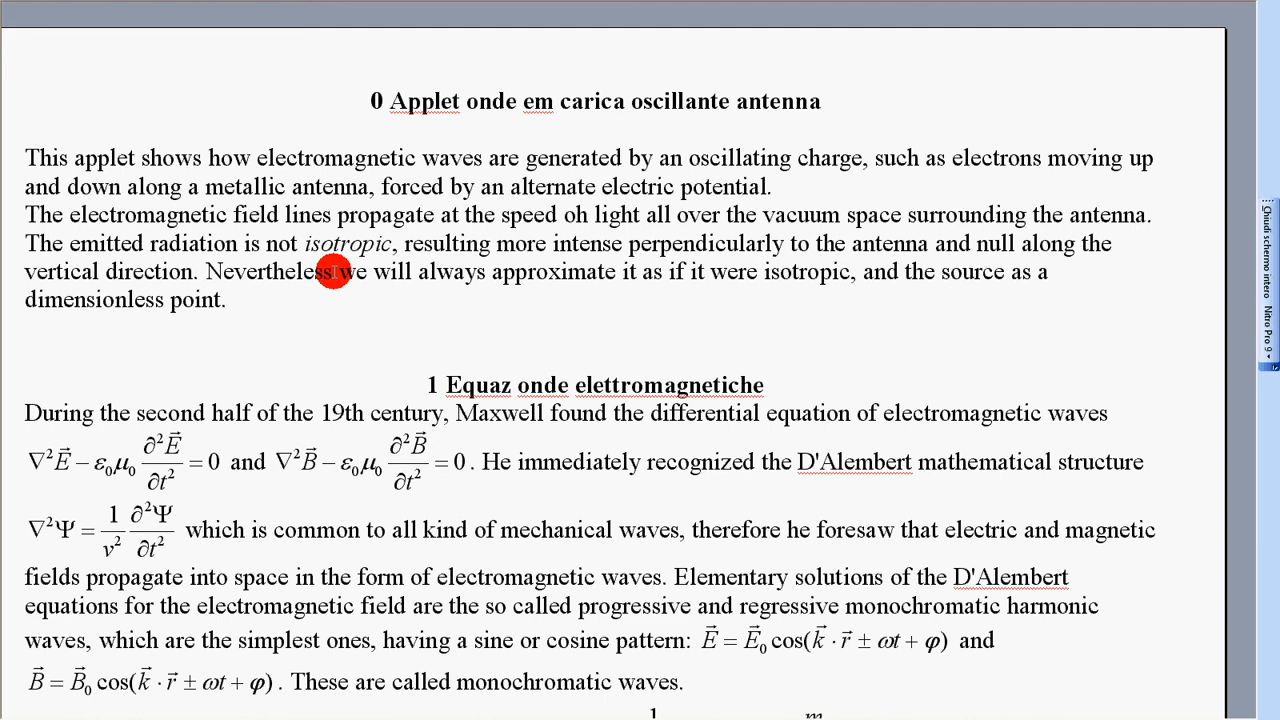 0 Applet onde em carica oscillante antenna
This applet shows how electromagnetic waves are generated by an oscillating charge, such as electrons moving up
and down along a metallic antenna, forced by an alternate electric potential.
The electromagnetic field lines propagate at the speed oh light all over the vacuum space surrounding the antenna.
The emitted radiation is not isotropic, resulting more intense perpendicularly to the antenna and null along the
vertical direction. Nevertheless we will always approximate it as if it were isotropic, and the source as a
dimensionless point.
1 Equaz onde elettromagnetiche
During the second half of the 19th century, Maxwell found the differential equation of electromagnetic waves
∇²E⃗ − ε₀μ₀ ∂²E⃗/∂t² = 0 and ∇²B⃗ − ε₀μ₀ ∂²B⃗/∂t² = 0 . He immediately recognized the D'Alembert mathematical structure
∇²Ψ = 1/v² ∂²Ψ/∂t² which is common to all kind of mechanical waves, therefore he foresaw that electric and magnetic
fields propagate into space in the form of electromagnetic waves. Elementary solutions of the D'Alembert
equations for the electromagnetic field are the so called progressive and regressive monochromatic harmonic
waves, which are the simplest ones, having a sine or cosine pattern: E⃗ = E⃗₀ cos(k⃗ · r⃗ ± ωt + φ) and
B⃗ = B⃗₀ cos(k⃗ · r⃗ ± ωt + φ) . These are called monochromatic waves.
Chiudi schermo intero Nitro Pro 9